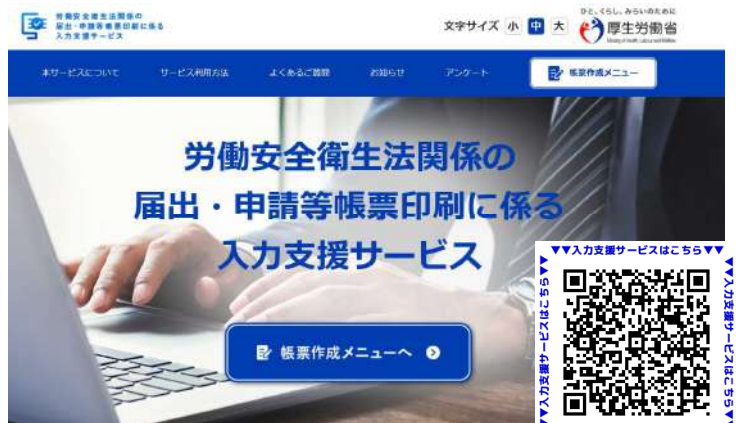 労働安全衛生法関係の
届出・申請等帳票印刷に係る
入力支援サービス
文字サイズ 小 中 大
ひと、くらし、みらいのために
厚生労働省
Ministry of Health, Labour and Welfare
本サービスについて
サービス利用方法
よくあるご質問
お知らせ
アンケート
帳票作成メニュー
労働安全衛生法関係の
届出・申請等帳票印刷に係る
入力支援サービス
帳票作成メニューへ
▼▼入力支援サービスはこちら▼▼
▼▼入力支援サービスはこちら▼▼
▼▼入力支援サービスはこちら▼▼